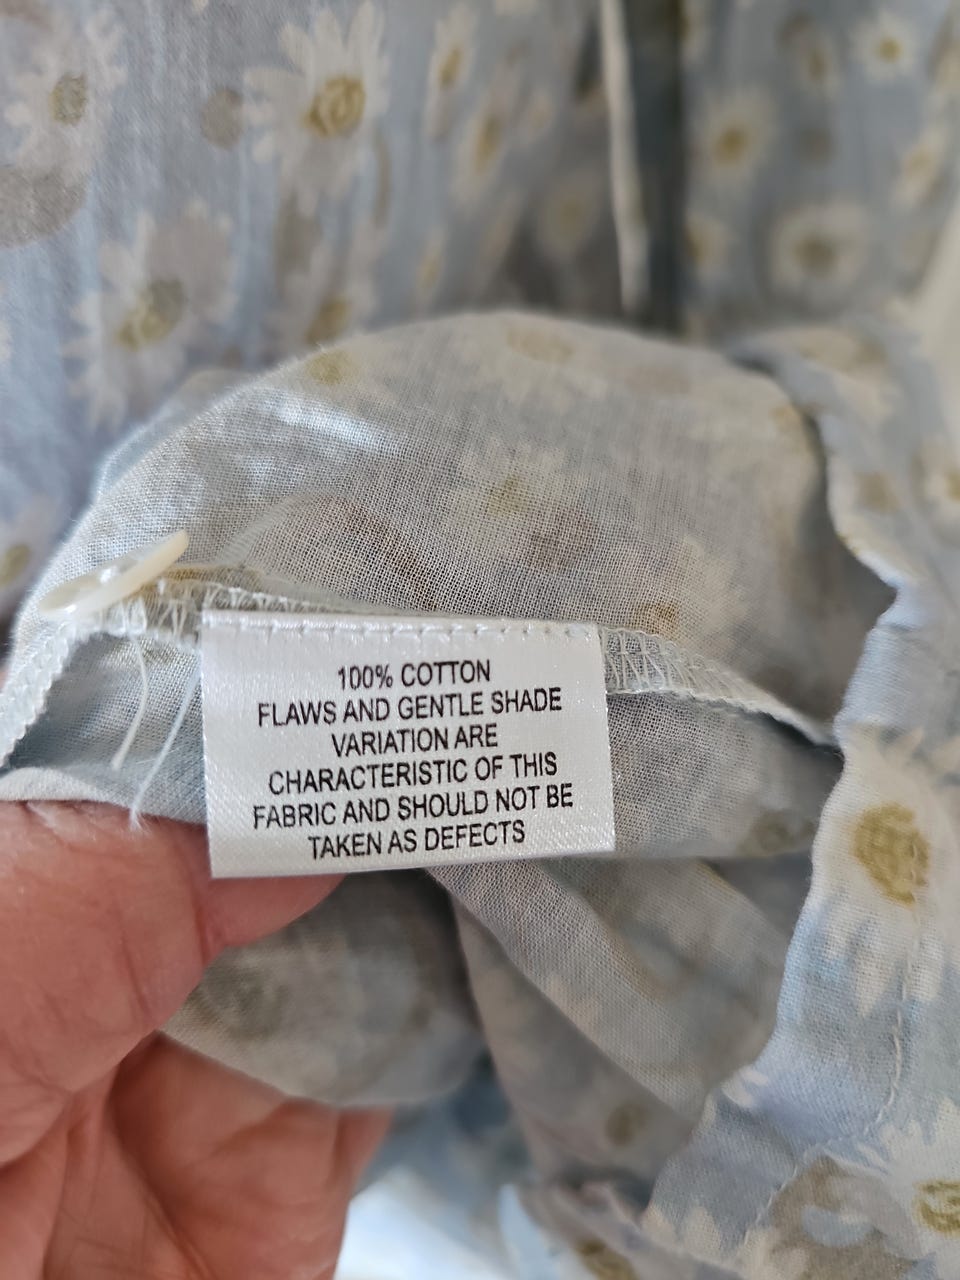 100% COTTON
FLAWS AND GENTLE SHADE
VARIATION ARE
CHARACTERISTIC OF THIS
FABRIC AND SHOULD NOT BE
TAKEN AS DEFECTS